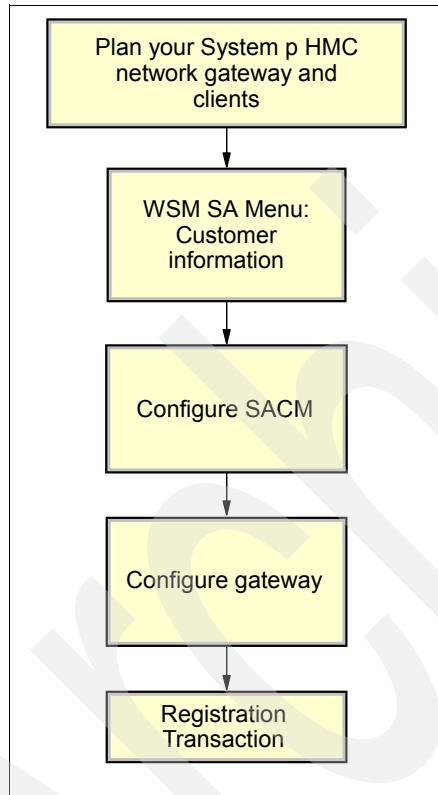 Plan your System p HMC
network gateway and
clients
WSM SA Menu:
Customer
information
Configure SACM
Configure gateway
Registration
Transaction